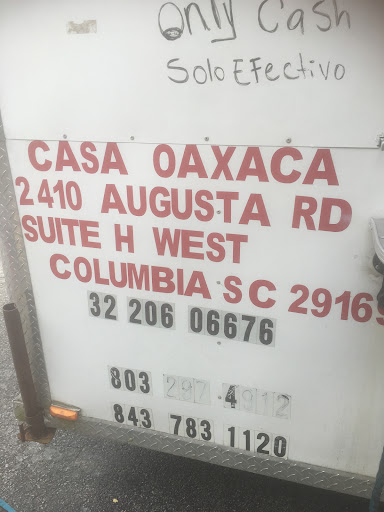 Only Cash
Solo Efectivo
CASA OAXACA
2410 AUGUSTA RD
SUITE H WEST
COLUMBIA SC 29169
32 206 06676
803 297 4912
843 783 1120